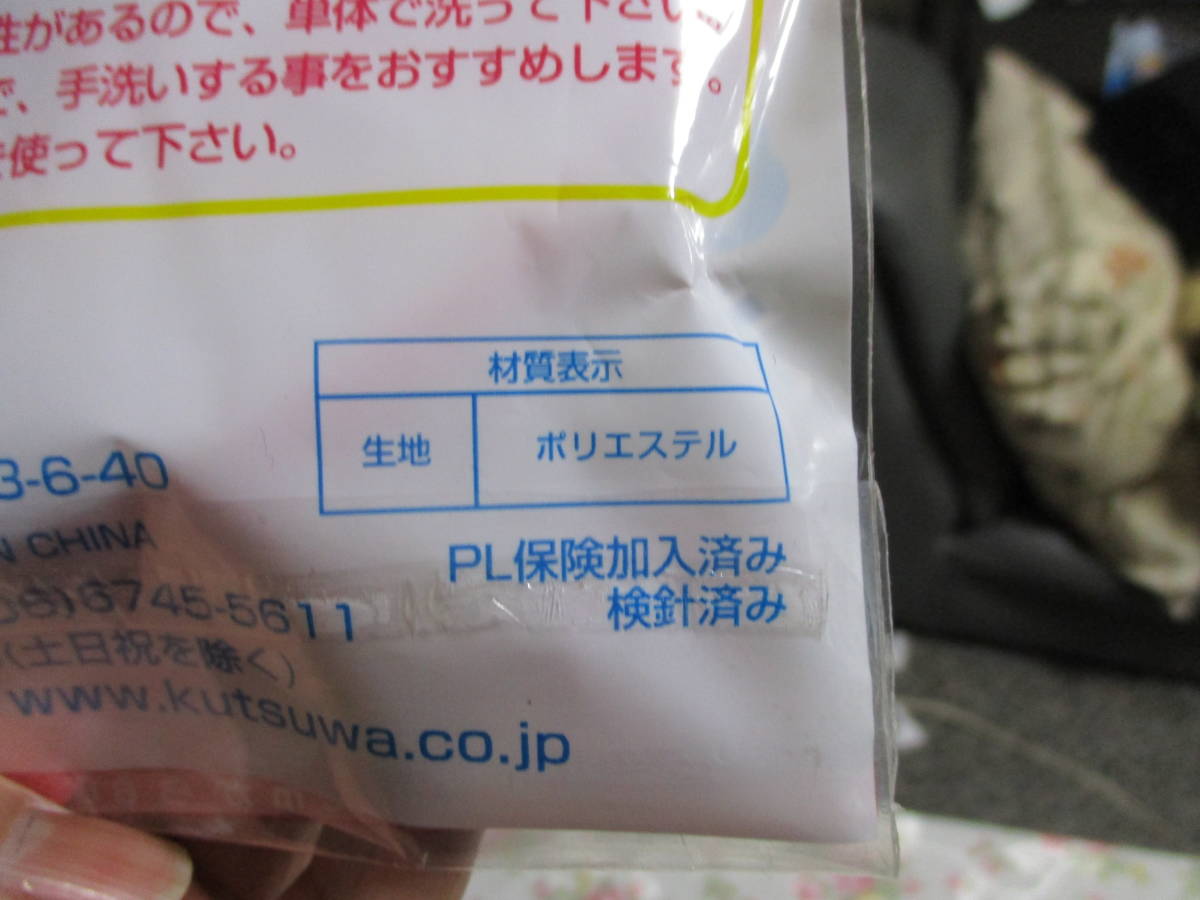 性があるので、単体で洗って下さい。
で、手洗いする事をおすすめします。
使って下さい。
材質表示
生地 ポリエステル
3-6-40
N CHINA
PL保険加入済み
検針済み
(06)6745-5611
(土日祝を除く)
www.kutsuwa.co.jp